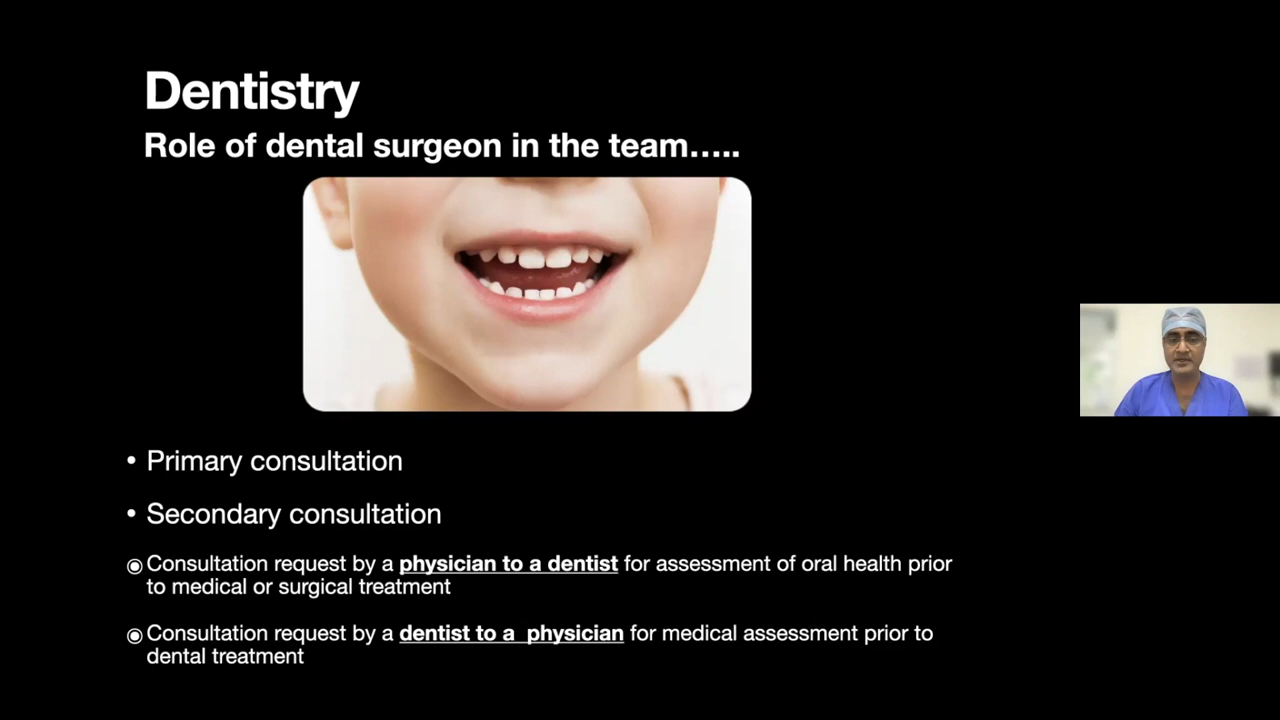 Dentistry
Role of dental surgeon in the team.....
• Primary consultation
• Secondary consultation
◉ Consultation request by a physician to a dentist for assessment of oral health prior
to medical or surgical treatment
◉ Consultation request by a dentist to a physician for medical assessment prior to
dental treatment